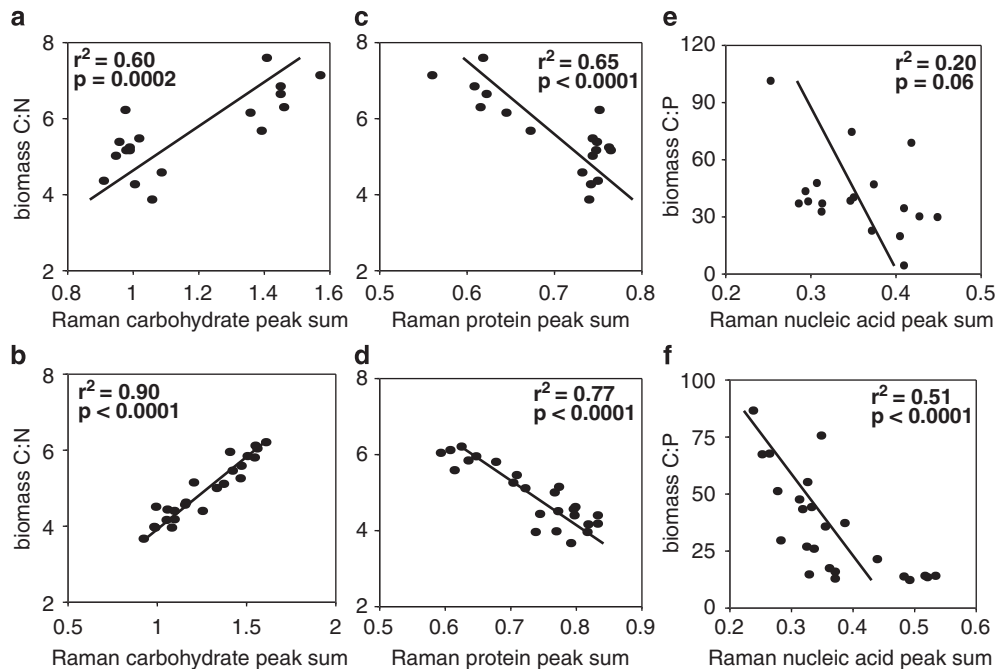 a
r² = 0.60
p = 0.0002
biomass C:N
8
6
4
2
0.8
1
1.2
1.4
1.6
Raman carbohydrate peak sum
c
r² = 0.65
p < 0.0001
8
6
4
2
0.5
0.6
0.7
0.8
Raman protein peak sum
e
r² = 0.20
p = 0.06
biomass C:P
120
90
60
30
0
0.2
0.3
0.4
0.5
Raman nucleic acid peak sum
b
r² = 0.90
p < 0.0001
biomass C:N
8
6
4
2
0.5
1
1.5
2
Raman carbohydrate peak sum
d
r² = 0.77
p < 0.0001
8
6
4
2
0.5
0.6
0.7
0.8
0.9
Raman protein peak sum
f
r² = 0.51
p < 0.0001
biomass C:P
100
75
50
25
0
0.2
0.3
0.4
0.5
0.6
Raman nucleic acid peak sum